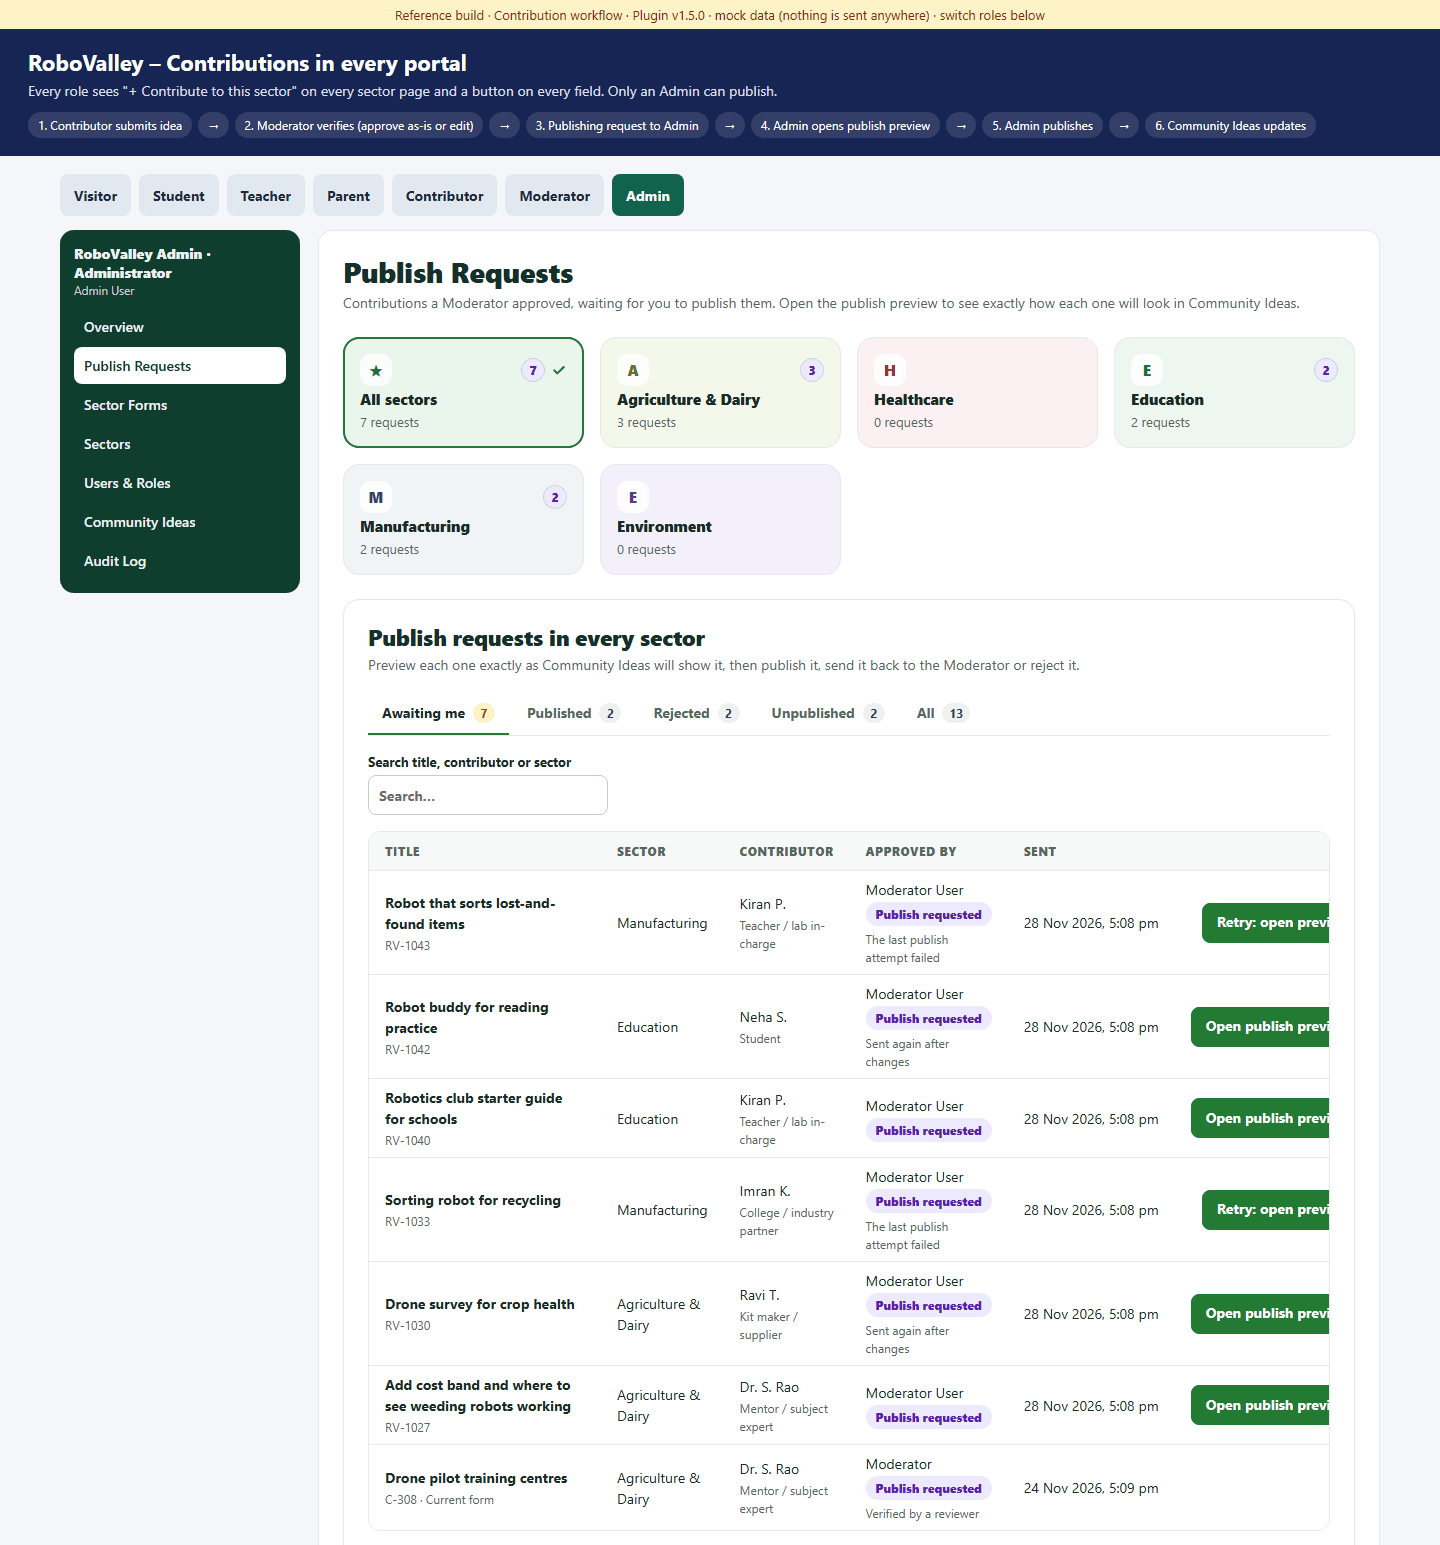 Reference build · Contribution workflow · Plugin v1.5.0 · mock data (nothing is sent anywhere) · switch roles below
RoboValley – Contributions in every portal
Every role sees "+ Contribute to this sector" on every sector page and a button on every field. Only an Admin can publish.
1. Contributor submits idea → 2. Moderator verifies (approve as-is or edit) → 3. Publishing request to Admin → 4. Admin opens publish preview → 5. Admin publishes → 6. Community Ideas updates
Visitor Student Teacher Parent Contributor Moderator Admin
RoboValley Admin ·
Administrator
Admin User
Overview
Publish Requests
Sector Forms
Sectors
Users & Roles
Community Ideas
Audit Log
Publish Requests
Contributions a Moderator approved, waiting for you to publish them. Open the publish preview to see exactly how each one will look in Community Ideas.
★ 7 ✓
All sectors
7 requests
A 3
Agriculture & Dairy
3 requests
H
Healthcare
0 requests
E 2
Education
2 requests
M 2
Manufacturing
2 requests
E
Environment
0 requests
Publish requests in every sector
Preview each one exactly as Community Ideas will show it, then publish it, send it back to the Moderator or reject it.
Awaiting me 7 Published 2 Rejected 2 Unpublished 2 All 13
Search title, contributor or sector
Search...
TITLE SECTOR CONTRIBUTOR APPROVED BY SENT
Robot that sorts lost-and-
found items
RV-1043
Manufacturing
Kiran P.
Teacher / lab in-
charge
Moderator User
Publish requested
The last publish
attempt failed
28 Nov 2026, 5:08 pm
Retry: open previ
Robot buddy for reading
practice
RV-1042
Education
Neha S.
Student
Moderator User
Publish requested
Sent again after
changes
28 Nov 2026, 5:08 pm
Open publish previ
Robotics club starter guide
for schools
RV-1040
Education
Kiran P.
Teacher / lab in-
charge
Moderator User
Publish requested
28 Nov 2026, 5:08 pm
Open publish previ
Sorting robot for recycling
RV-1033
Manufacturing
Imran K.
College / industry
partner
Moderator User
Publish requested
The last publish
attempt failed
28 Nov 2026, 5:08 pm
Retry: open previ
Drone survey for crop health
RV-1030
Agriculture &
Dairy
Ravi T.
Kit maker /
supplier
Moderator User
Publish requested
Sent again after
changes
28 Nov 2026, 5:08 pm
Open publish previ
Add cost band and where to
see weeding robots working
RV-1027
Agriculture &
Dairy
Dr. S. Rao
Mentor / subject
expert
Moderator User
Publish requested
28 Nov 2026, 5:08 pm
Open publish previ
Drone pilot training centres
C-308 · Current form
Agriculture &
Dairy
Dr. S. Rao
Mentor / subject
expert
Moderator
Publish requested
Verified by a reviewer
24 Nov 2026, 5:09 pm